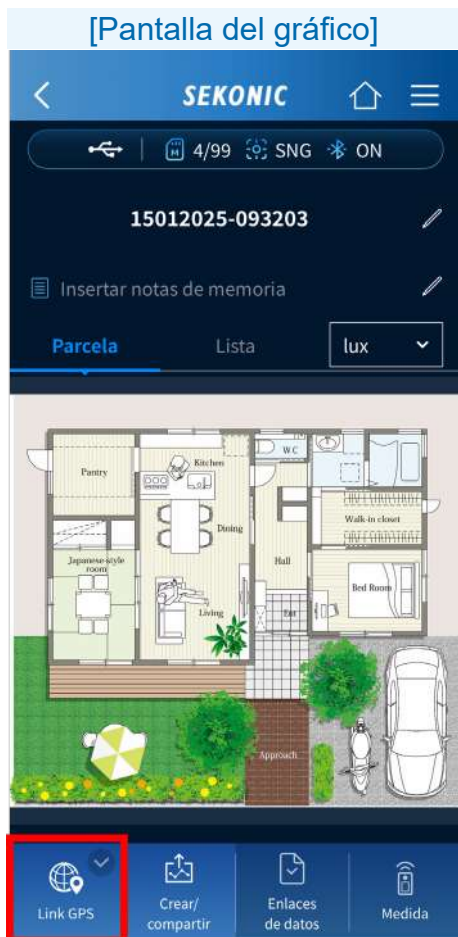 [Pantalla del gráfico]
SEKONIC
4/99 SNG ON
15012025-093203
Insertar notas de memoria
Parcela Lista lux
Kitchen
W C
Pantry
Walk-in closet
Dining
Japanese-style
room
Hall
Bed Room
Living
Ent
Approach
Link GPS
Crear/
compartir
Enlaces
de datos
Medida